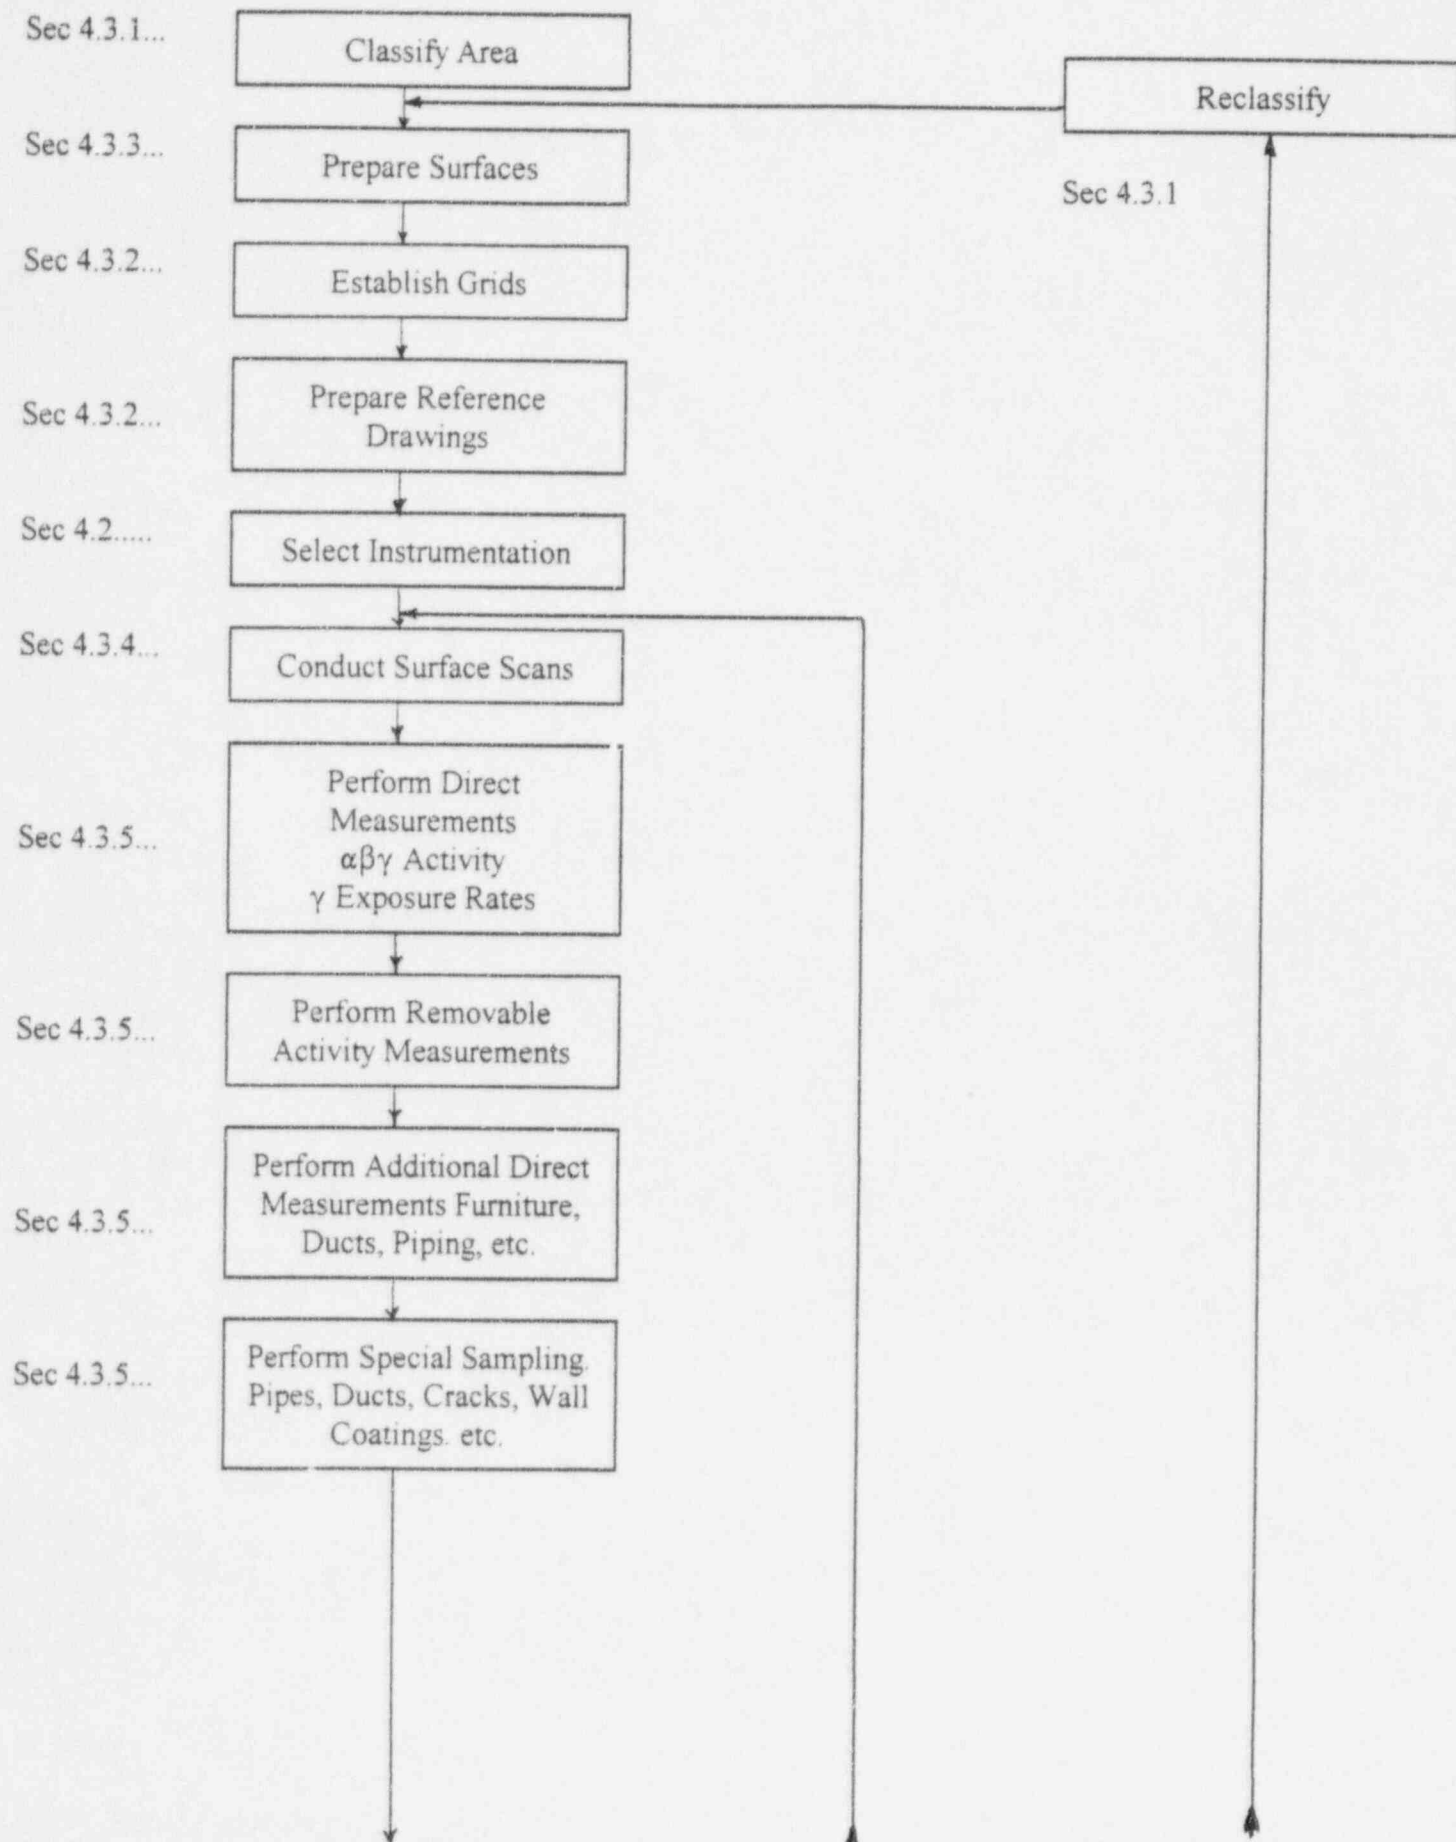 Sec 4.3.1...
Classify Area
Reclassify
Sec 4.3.3...
Prepare Surfaces
Sec 4.3.1
Sec 4.3.2...
Establish Grids
Sec 4.3.2...
Prepare Reference
Drawings
Sec 4.2.....
Select Instrumentation
Sec 4.3.4...
Conduct Surface Scans
Sec 4.3.5...
Perform Direct
Measurements
αβγ Activity
γ Exposure Rates
Sec 4.3.5...
Perform Removable
Activity Measurements
Sec 4.3.5...
Perform Additional Direct
Measurements Furniture,
Ducts, Piping, etc.
Sec 4.3.5...
Perform Special Sampling.
Pipes, Ducts, Cracks, Wall
Coatings. etc.